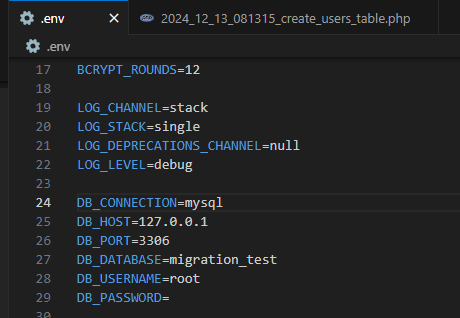 .env
2024_12_13_081315_create_users_table.php
.env
17 BCRYPT_ROUNDS=12
18
19 LOG_CHANNEL=stack
20 LOG_STACK=single
21 LOG_DEPRECATIONS_CHANNEL=null
22 LOG_LEVEL=debug
23
24 DB_CONNECTION=mysql
25 DB_HOST=127.0.0.1
26 DB_PORT=3306
27 DB_DATABASE=migration_test
28 DB_USERNAME=root
29 DB_PASSWORD=
30